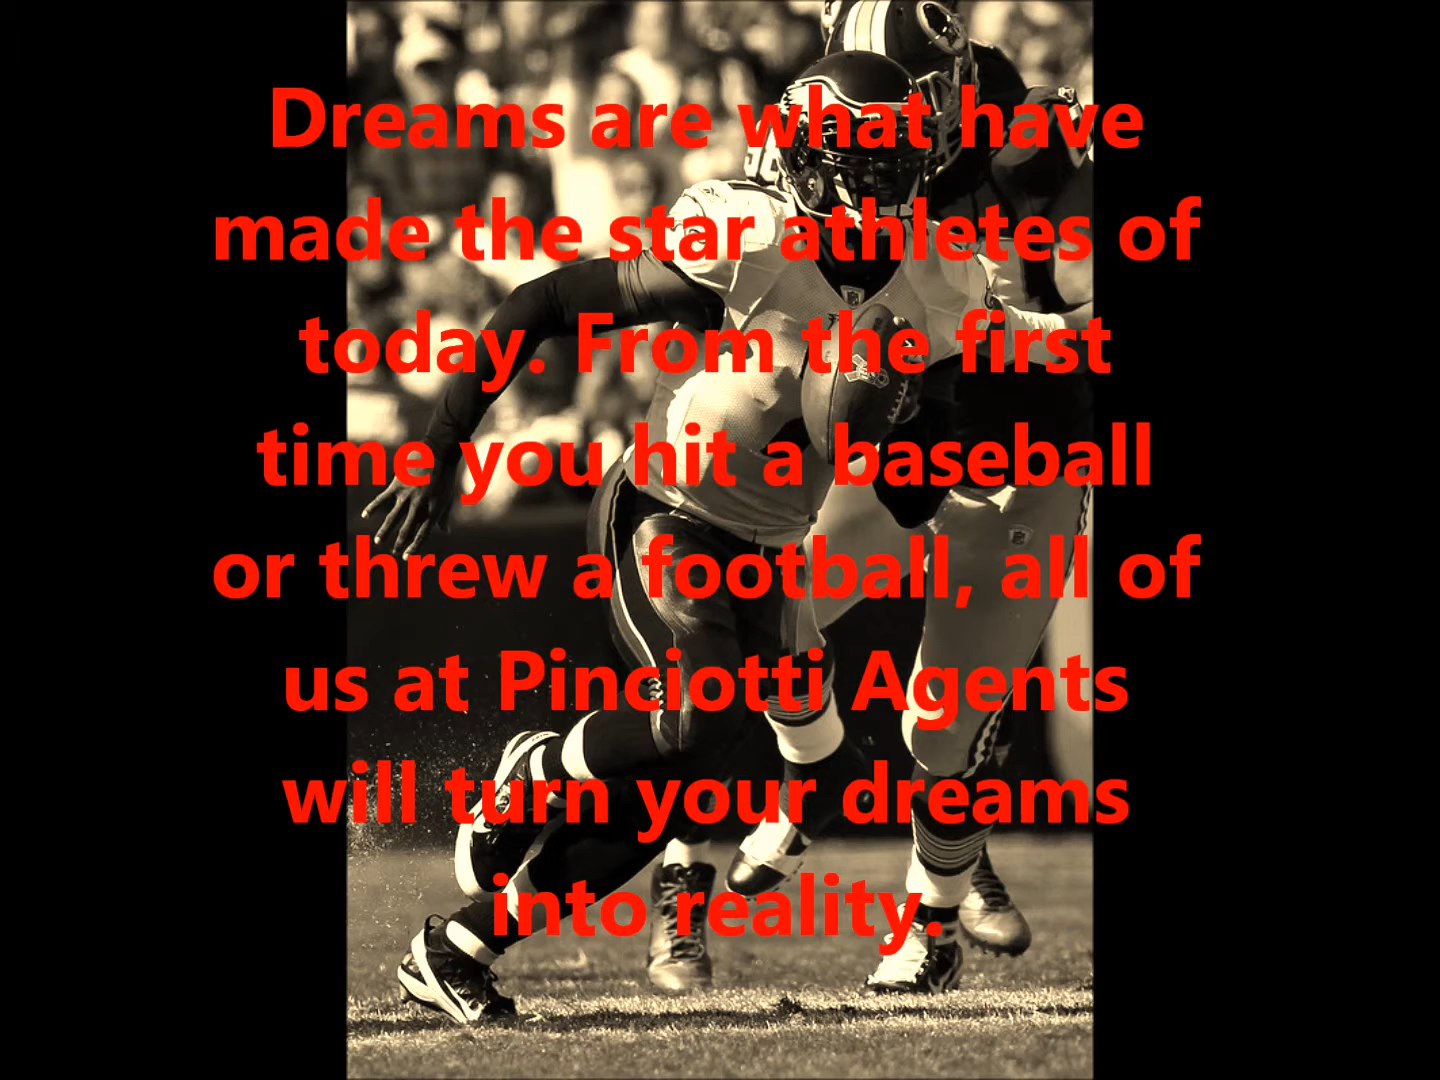 Dreams are what have
made the star athletes of
today. From the first
time you hit a baseball
or threw a football, all of
us at Pinciotti Agents
will turn your dreams
into reality.